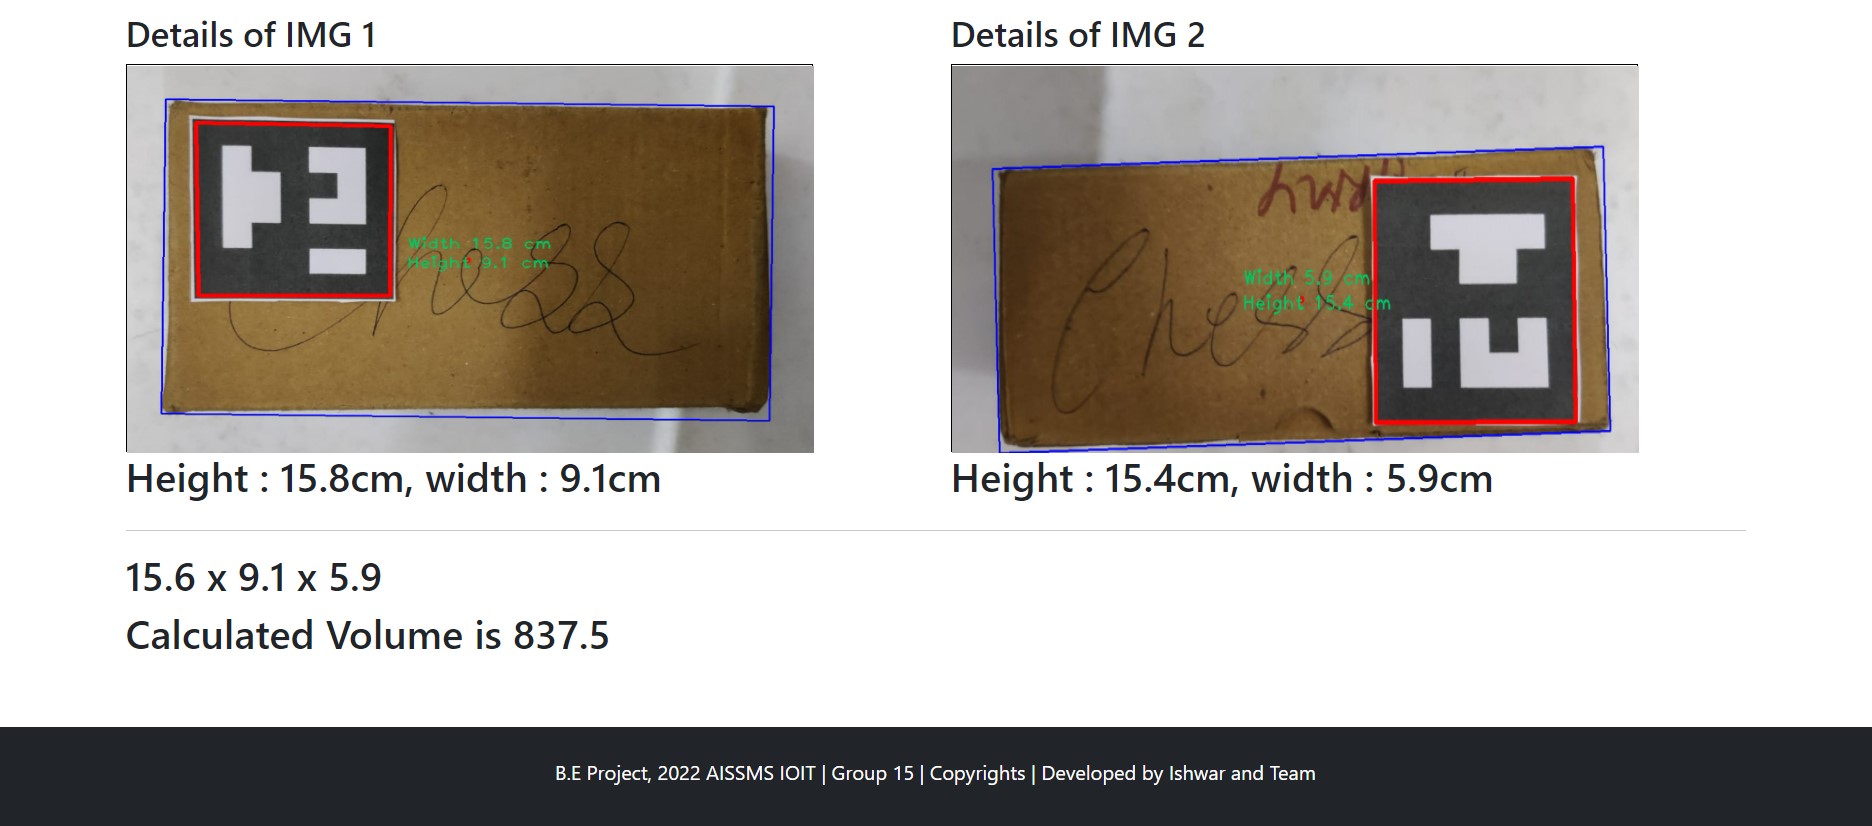 Details of IMG 1
Details of IMG 2
Chess
Width 15.8 cm
Height 9.1 cm
Chess
Width 5.9 cm
Height 15.4 cm
Height : 15.8cm, width : 9.1cm
Height : 15.4cm, width : 5.9cm
15.6 x 9.1 x 5.9
Calculated Volume is 837.5
B.E Project, 2022 AISSMS IOIT | Group 15 | Copyrights | Developed by Ishwar and Team